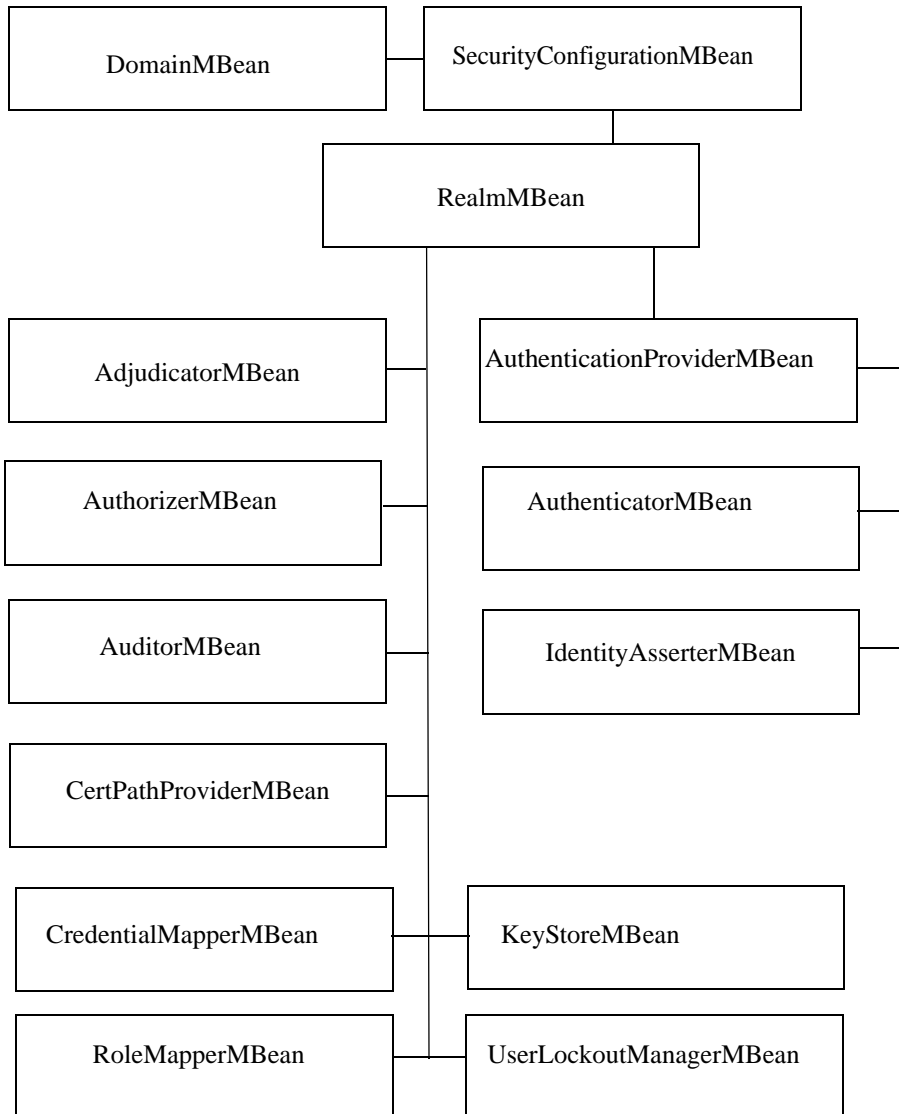 DomainMBean
SecurityConfigurationMBean
RealmMBean
AdjudicatorMBean
AuthenticationProviderMBean
AuthorizerMBean
AuthenticatorMBean
AuditorMBean
IdentityAsserterMBean
CertPathProviderMBean
CredentialMapperMBean
KeyStoreMBean
RoleMapperMBean
UserLockoutManagerMBean